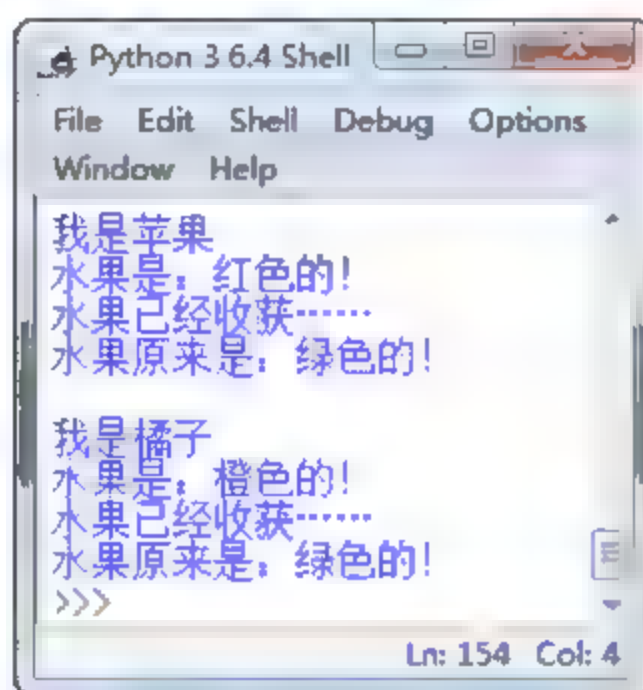 Python 3.6.4 Shell
File Edit Shell Debug Options
Window Help
我是苹果
水果是：红色的！
水果已经收获……
水果原来是：绿色的！
我是橘子
水果是：橙色的！
水果已经收获……
水果原来是：绿色的！
>>>
Ln: 154 Col: 4